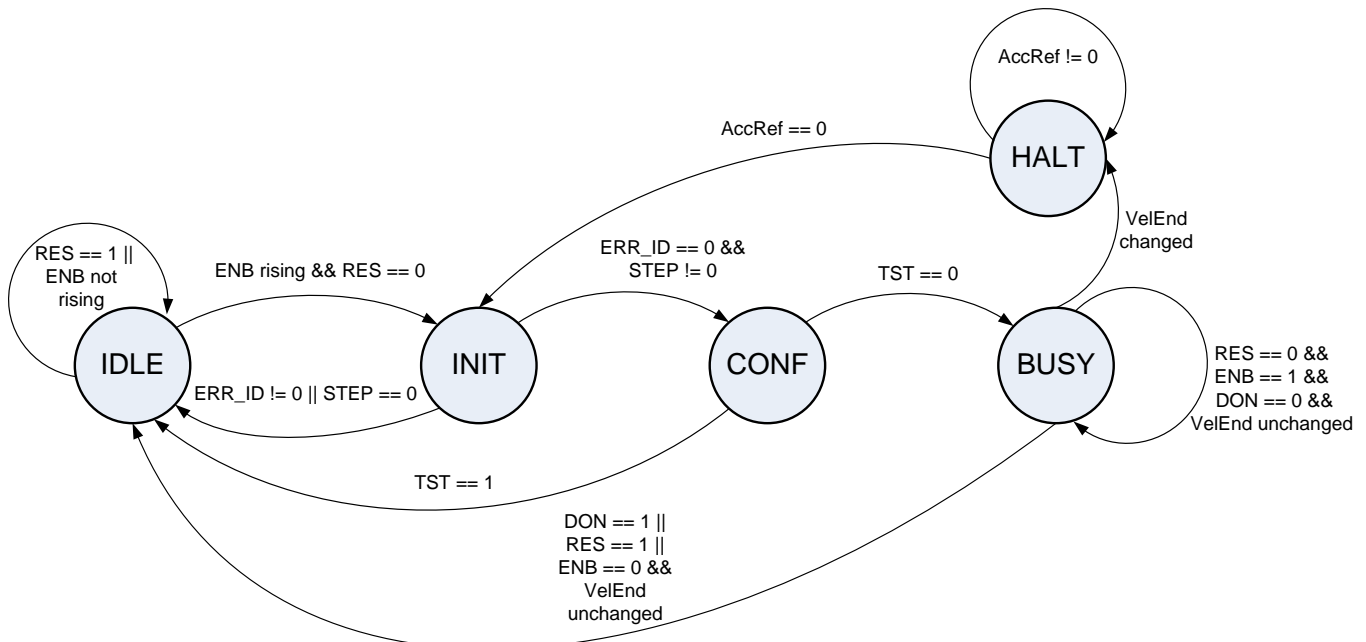 AccRef != 0
AccRef == 0
HALT
VelEnd
changed
RES == 1 ||
ENB not
rising
ENB rising && RES == 0
ERR_ID == 0 &&
STEP != 0
TST == 0
IDLE
INIT
CONF
BUSY
RES == 0 &&
ENB == 1 &&
DON == 0 &&
VelEnd unchanged
ERR_ID != 0 || STEP == 0
TST == 1
DON == 1 ||
RES == 1 ||
ENB == 0 &&
VelEnd
unchanged